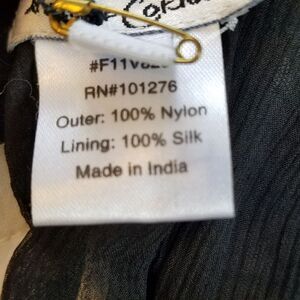 RN#101276
Outer: 100% Nylon
Lining: 100% Silk
Made in India